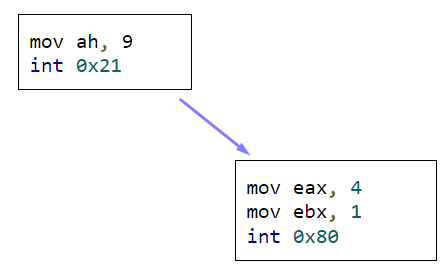 mov ah, 9
int 0x21
mov eax, 4
mov ebx, 1
int 0x80